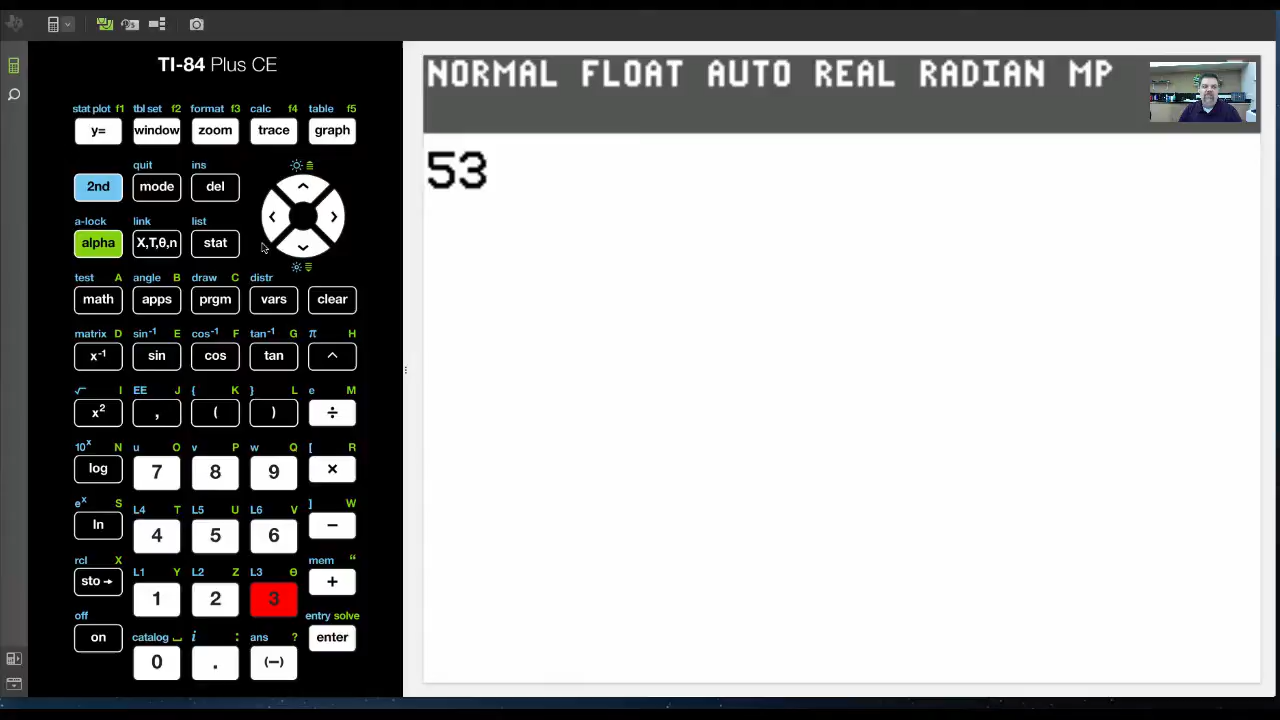 TI-84 Plus CE
NORMAL FLOAT AUTO REAL RADIAN MP
53
stat plot f1 tbl set f2 format f3 calc f4 table f5
y= window zoom trace graph
quit ins
2nd mode del
a-lock link list
alpha X,T,θ,n stat
test A angle B draw C distr
math apps prgm vars clear
matrix D sin⁻¹ E cos⁻¹ F tan⁻¹ G π H
x⁻¹ sin cos tan ^
√ I EE J { K } L e M
x² , ( ) ÷
10ˣ N u O v P w Q [ R
log 7 8 9 ×
eˣ S L4 T L5 U L6 V ] W
ln 4 5 6 −
rcl X L1 Y L2 Z L3 θ mem “
sto → 1 2 3 +
off catalog ⎵ i : ans ? entry solve
on 0 . (−) enter